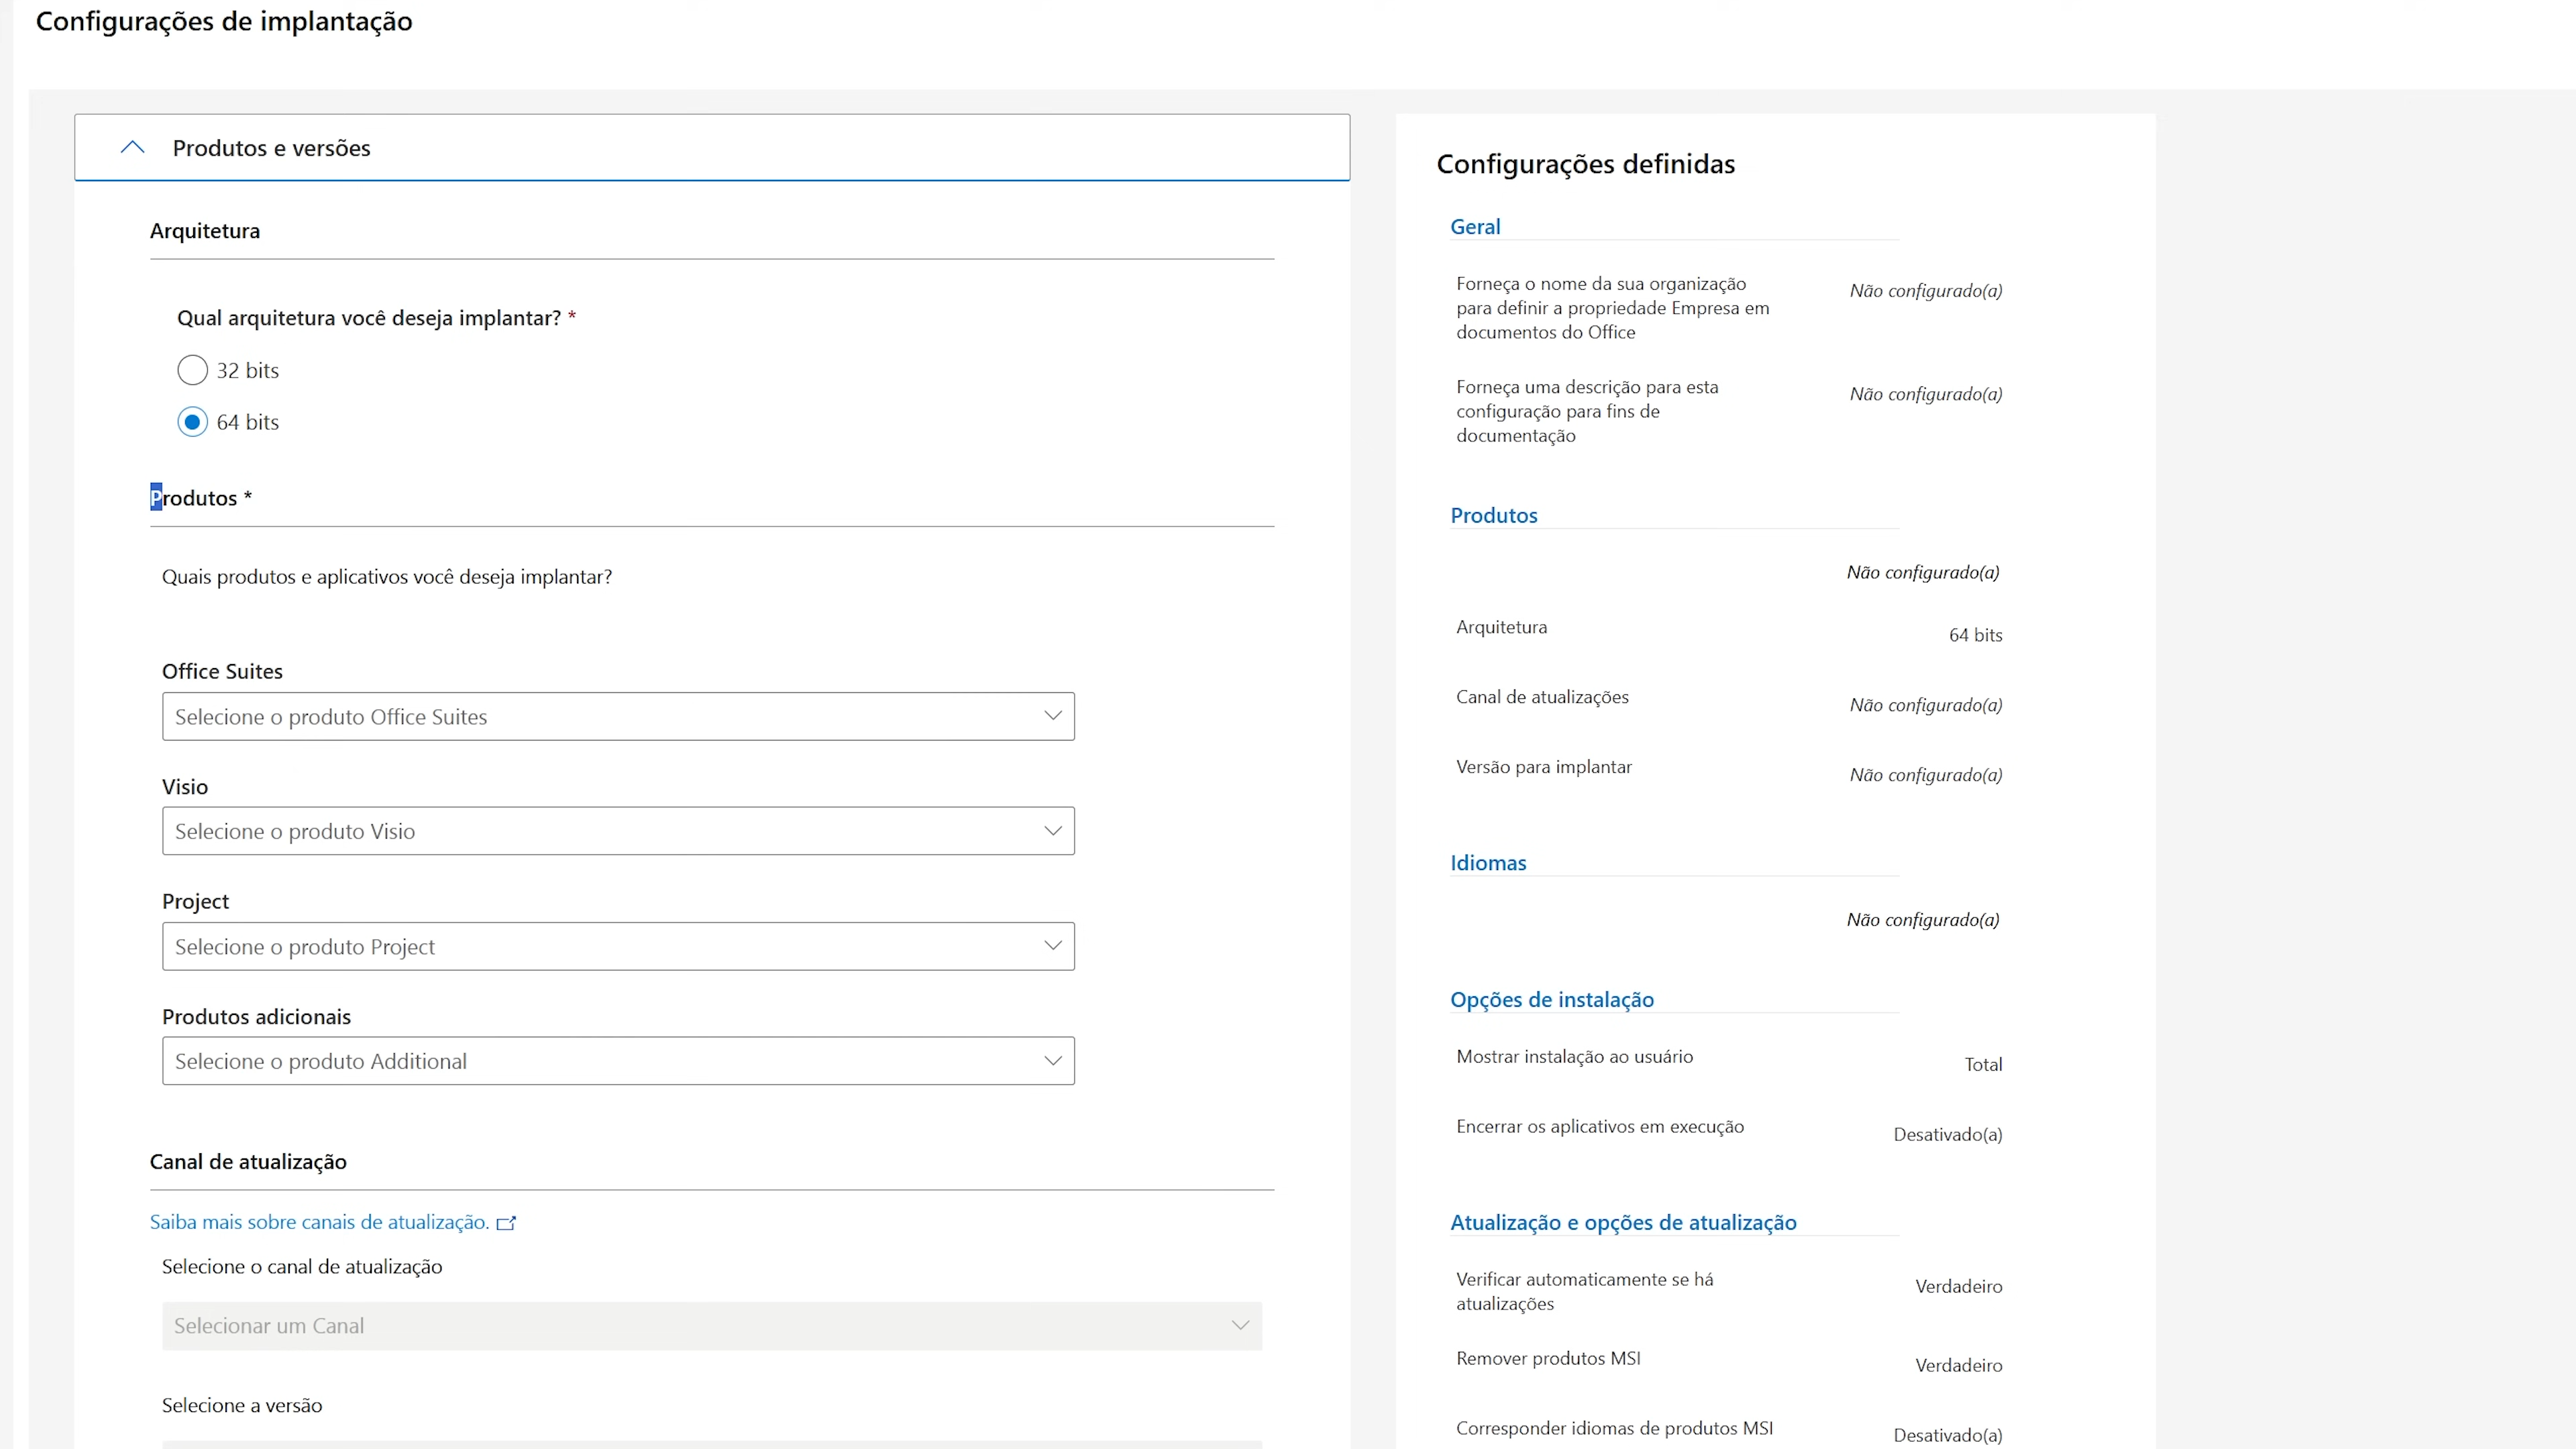 Configurações de implantação
Produtos e versões
Arquitetura
Qual arquitetura você deseja implantar? *
32 bits
64 bits
Produtos *
Quais produtos e aplicativos você deseja implantar?
Office Suites
Selecione o produto Office Suites
Visio
Selecione o produto Visio
Project
Selecione o produto Project
Produtos adicionais
Selecione o produto Additional
Canal de atualização
Saiba mais sobre canais de atualização.
Selecione o canal de atualização
Selecionar um Canal
Selecione a versão
Configurações definidas
Geral
Forneça o nome da sua organização
para definir a propriedade Empresa em
documentos do Office
Não configurado(a)
Forneça uma descrição para esta
configuração para fins de
documentação
Não configurado(a)
Produtos
Não configurado(a)
Arquitetura
64 bits
Canal de atualizações
Não configurado(a)
Versão para implantar
Não configurado(a)
Idiomas
Não configurado(a)
Opções de instalação
Mostrar instalação ao usuário
Total
Encerrar os aplicativos em execução
Desativado(a)
Atualização e opções de atualização
Verificar automaticamente se há
atualizações
Verdadeiro
Remover produtos MSI
Verdadeiro
Corresponder idiomas de produtos MSI
Desativado(a)